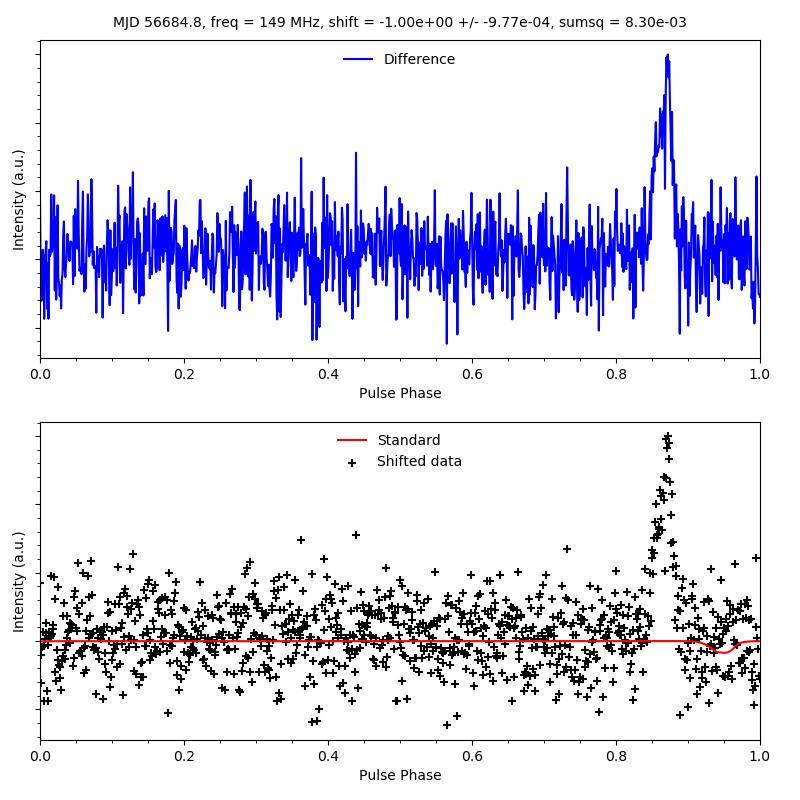 MJD 56684.8, freq = 149 MHz, shift = -1.00e+00 +/- -9.77e-04, sumsq = 8.30e-03
Difference
Intensity (a.u.)
0.0 0.2 0.4 0.6 0.8 1.0
Pulse Phase
Standard
Shifted data
Intensity (a.u.)
0.0 0.2 0.4 0.6 0.8 1.0
Pulse Phase